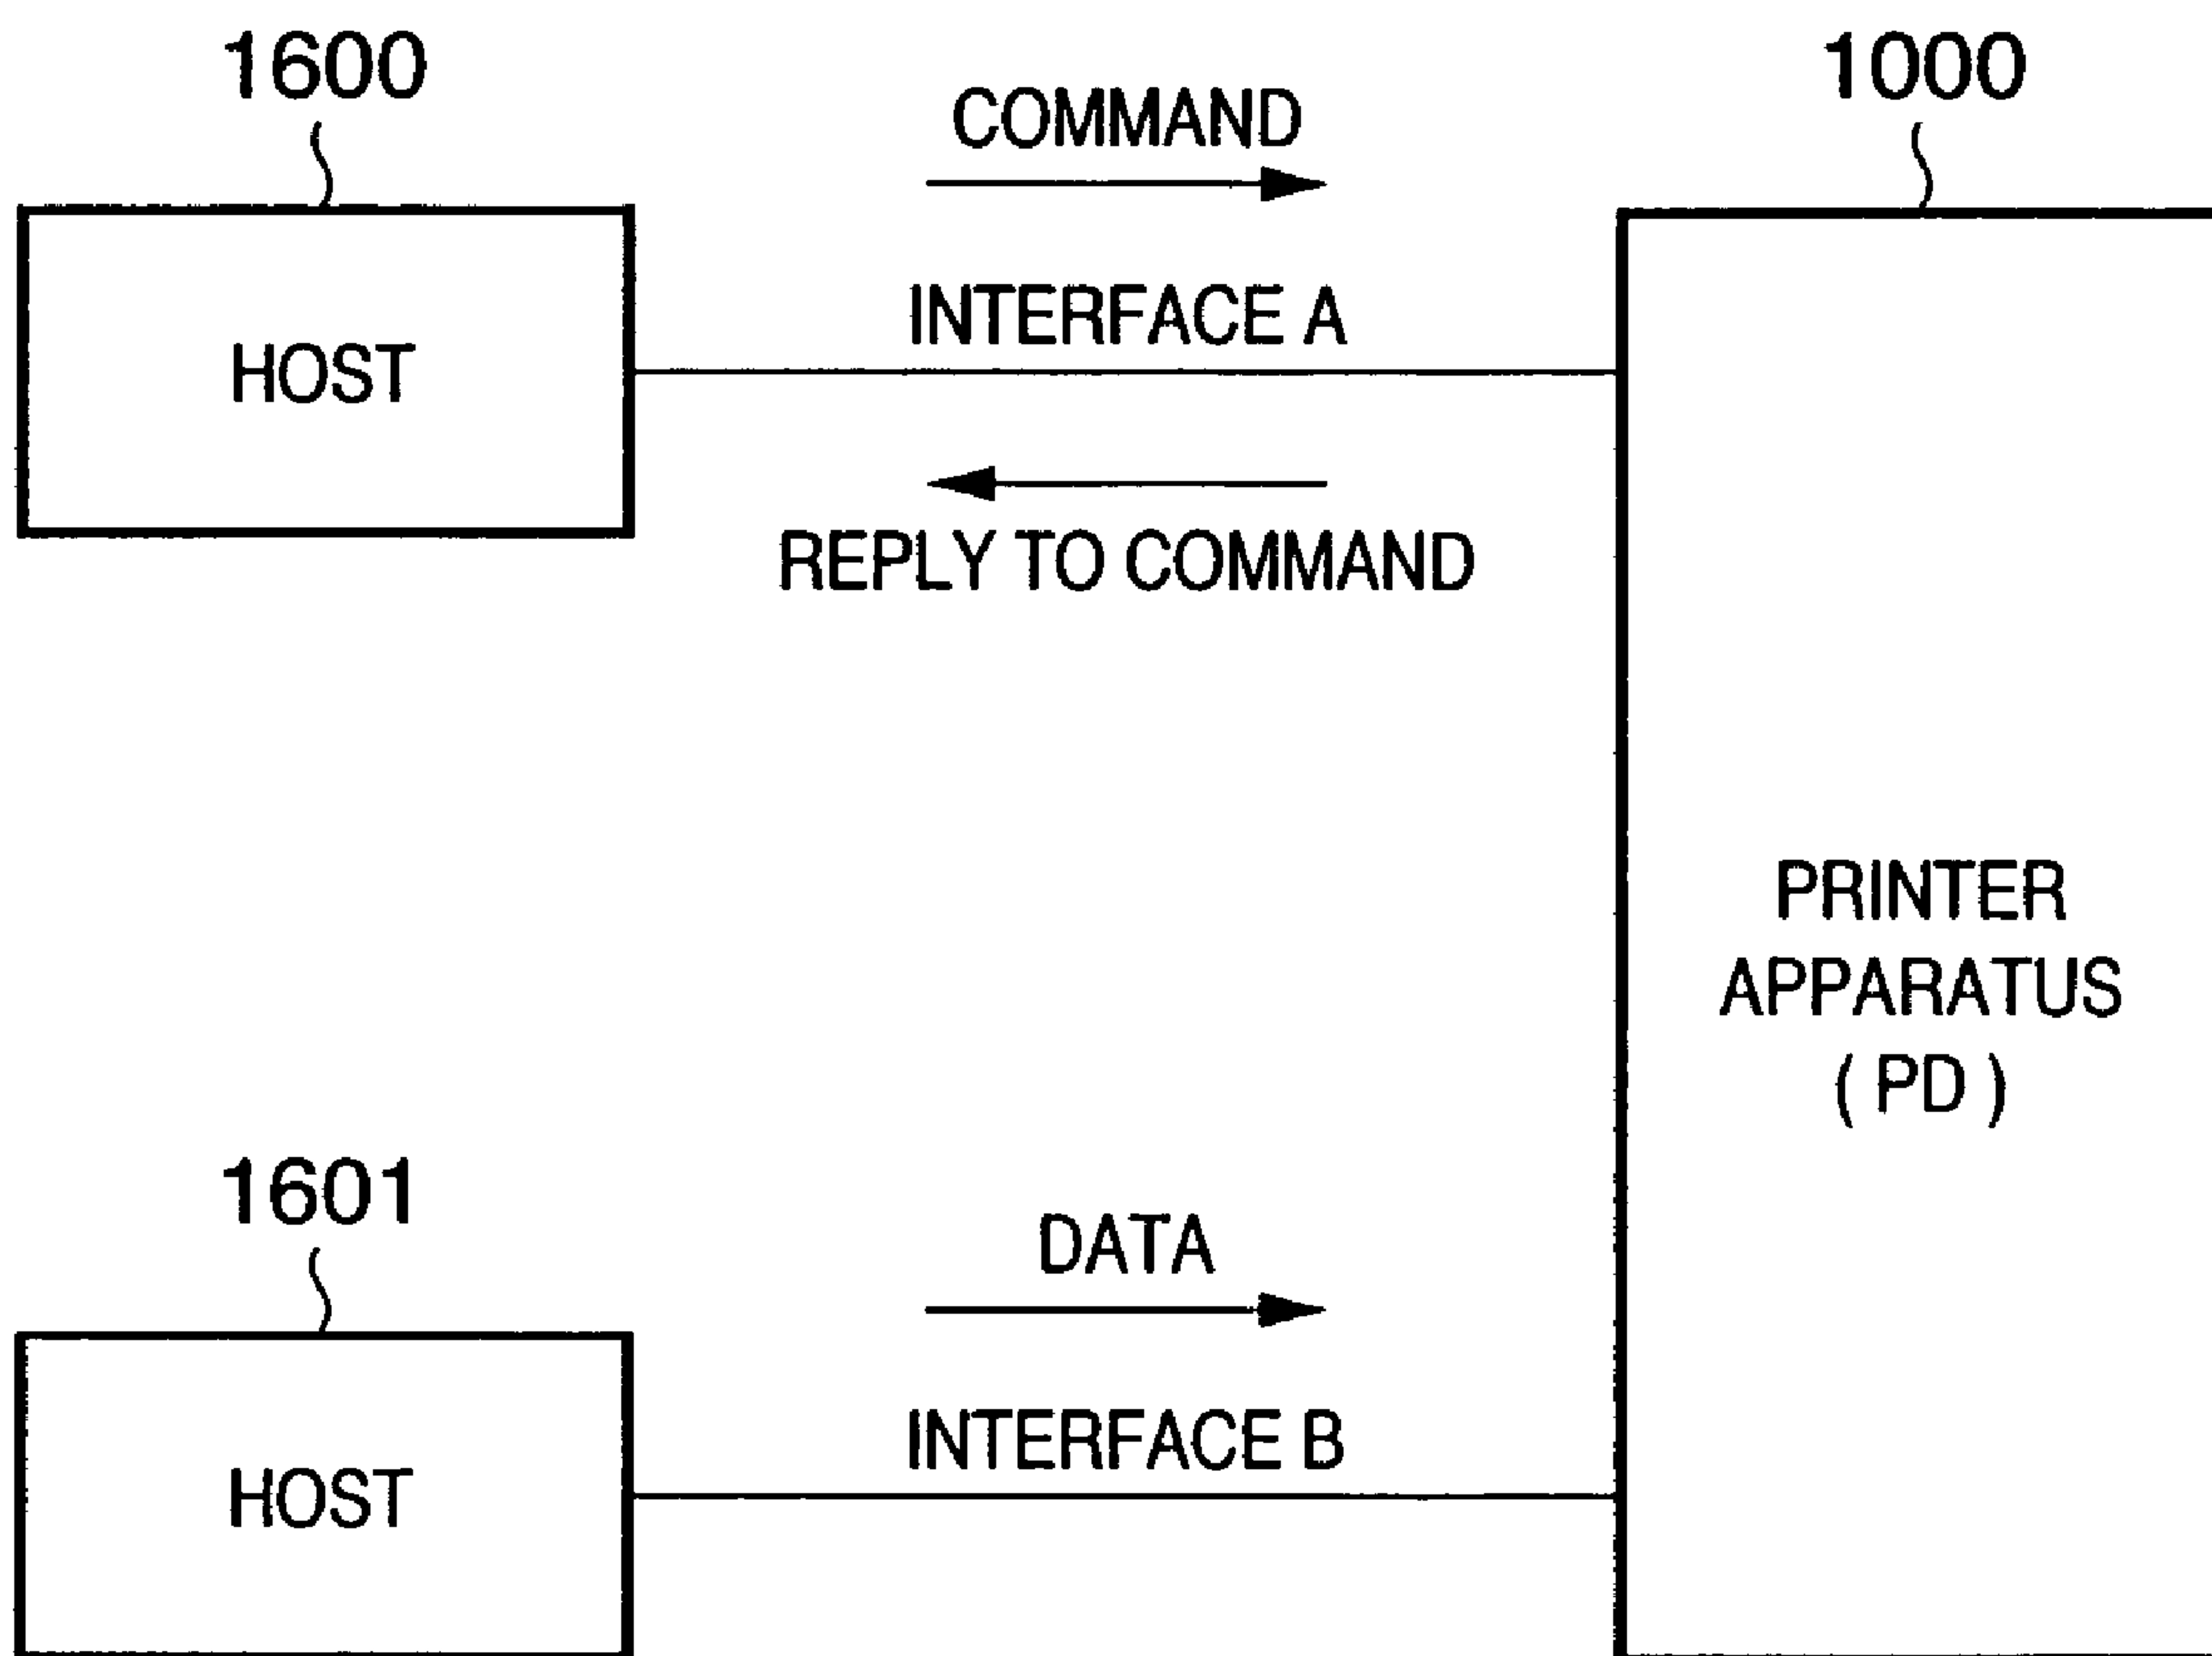 1600
1000
COMMAND
INTERFACE A
HOST
REPLY TO COMMAND
PRINTER
APPARATUS
( PD )
1601
DATA
INTERFACE B
HOST